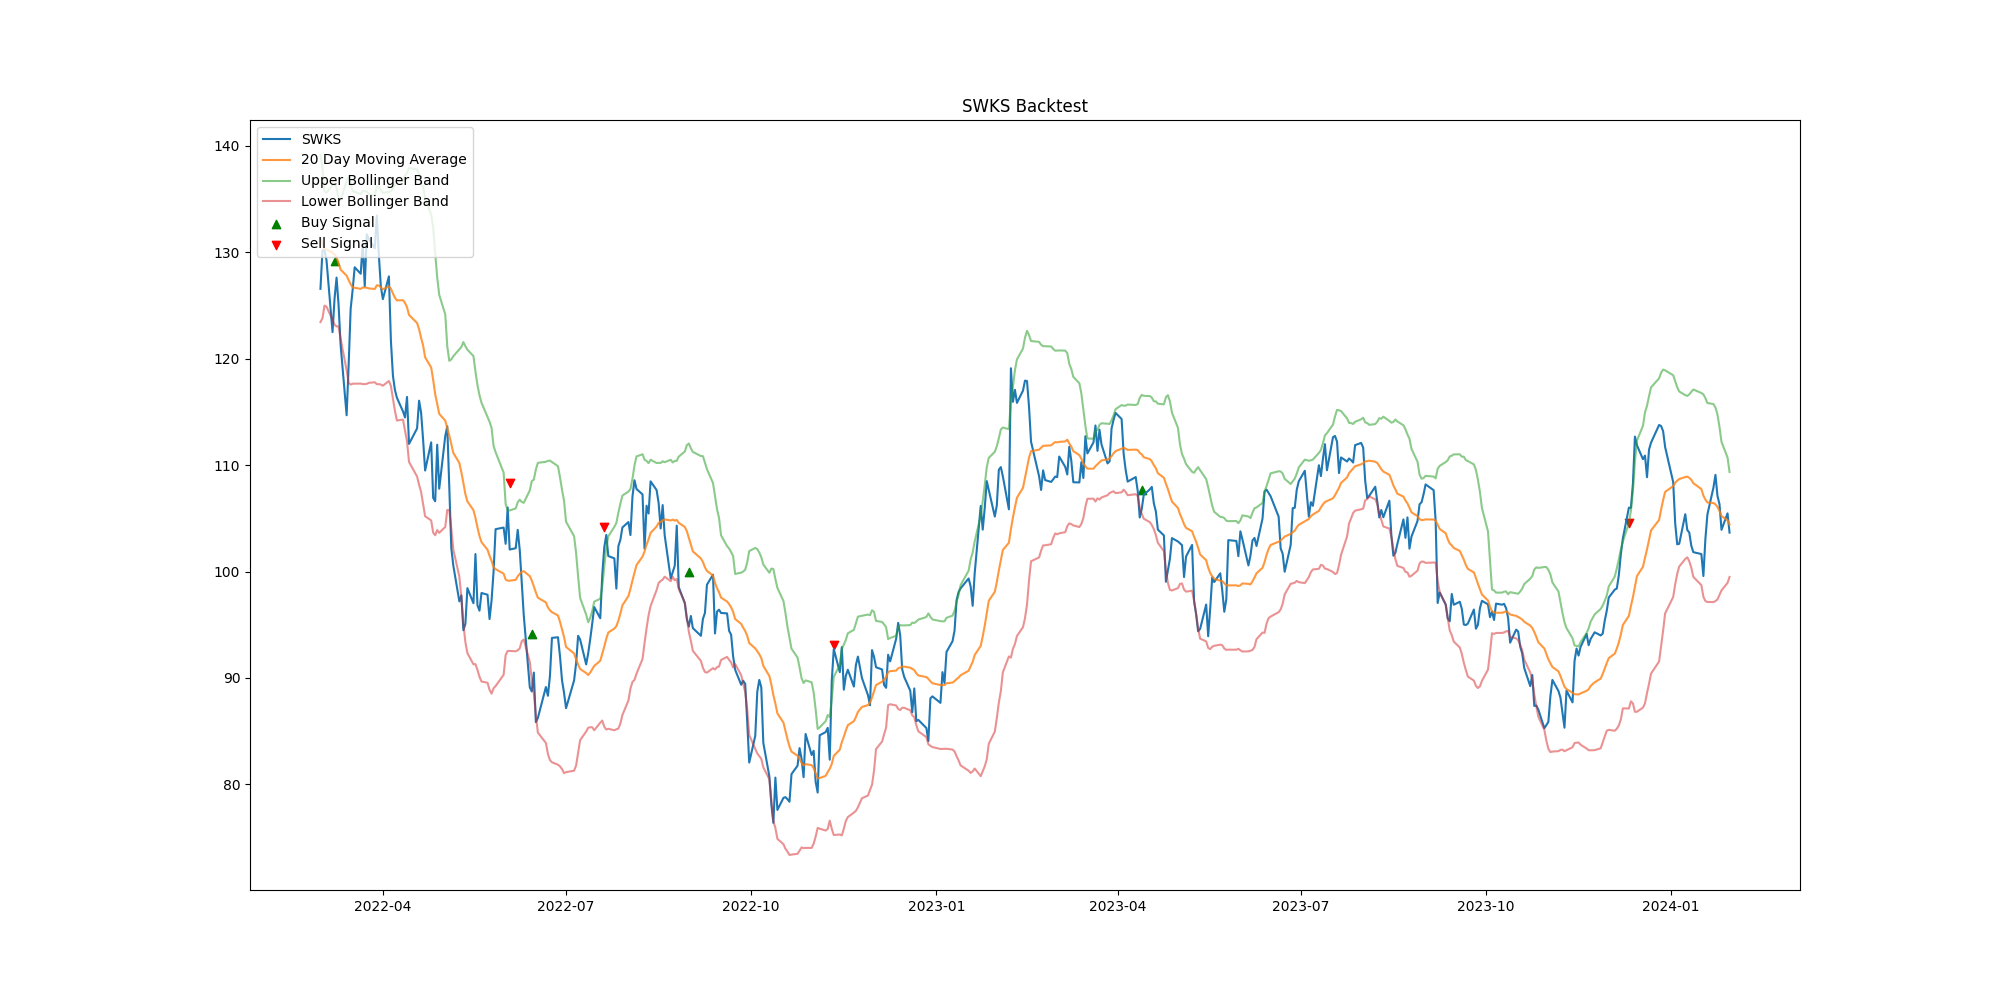 SWKS Backtest
SWKS
20 Day Moving Average
Upper Bollinger Band
Lower Bollinger Band
Buy Signal
Sell Signal
140
130
120
110
100
90
80
2022-04 2022-07 2022-10 2023-01 2023-04 2023-07 2023-10 2024-01